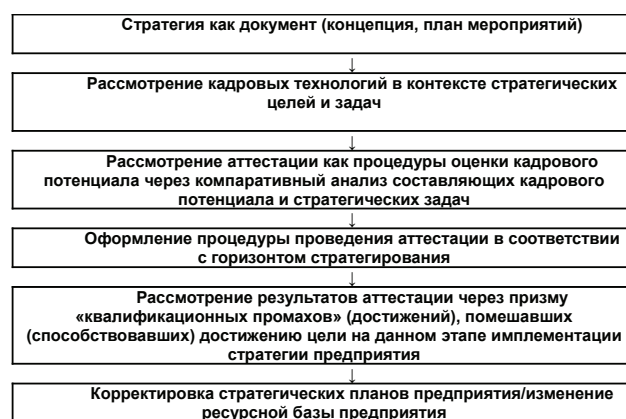 Стратегия как документ (концепция, план мероприятий)
↓
Рассмотрение кадровых технологий в контексте стратегических
целей и задач
↓
Рассмотрение аттестации как процедуры оценки кадрового
потенциала через компаративный анализ составляющих кадрового
потенциала и стратегических задач
↓
Оформление процедуры проведения аттестации в соответствии
с горизонтом стратегирования
↓
Рассмотрение результатов аттестации через призму
«квалификационных промахов» (достижений), помешавших
(способствовавших) достижению цели на данном этапе имплементации
стратегии предприятия
↓
Корректировка стратегических планов предприятия/изменение
ресурсной базы предприятия